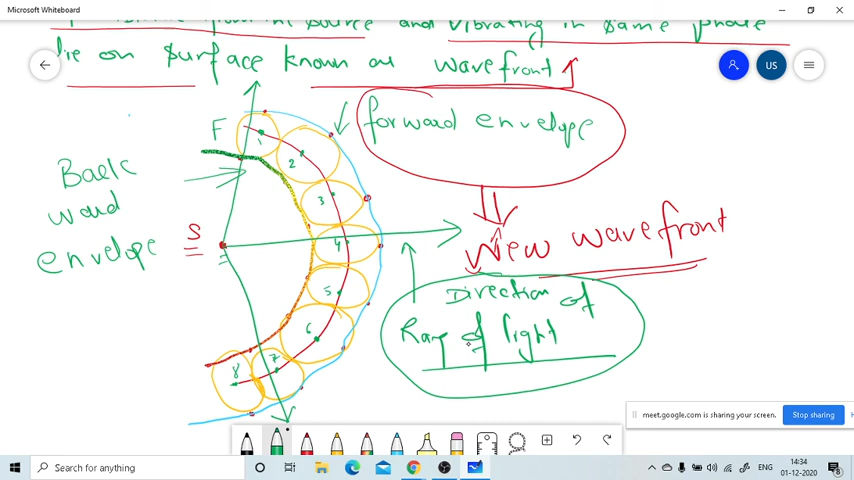 Microsoft Whiteboard
source and vibrating in same phase
lie on surface known as wavefront
US
F
forward envelope
1
2
3
4
5
6
7
8
Back
ward
envelope
S
New wavefront
Direction of
Ray of light
meet.google.com is sharing your screen.
Stop sharing
Search for anything
ENG
14:34
01-12-2020
8